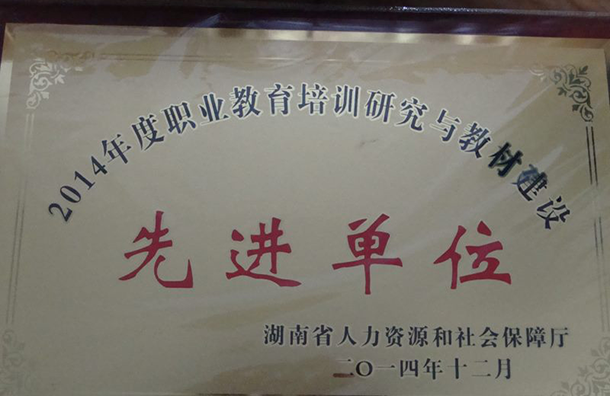 2014年度职业教育培训研究与教材建设
先进单位
湖南省人力资源和社会保障厅
二〇一四年十二月